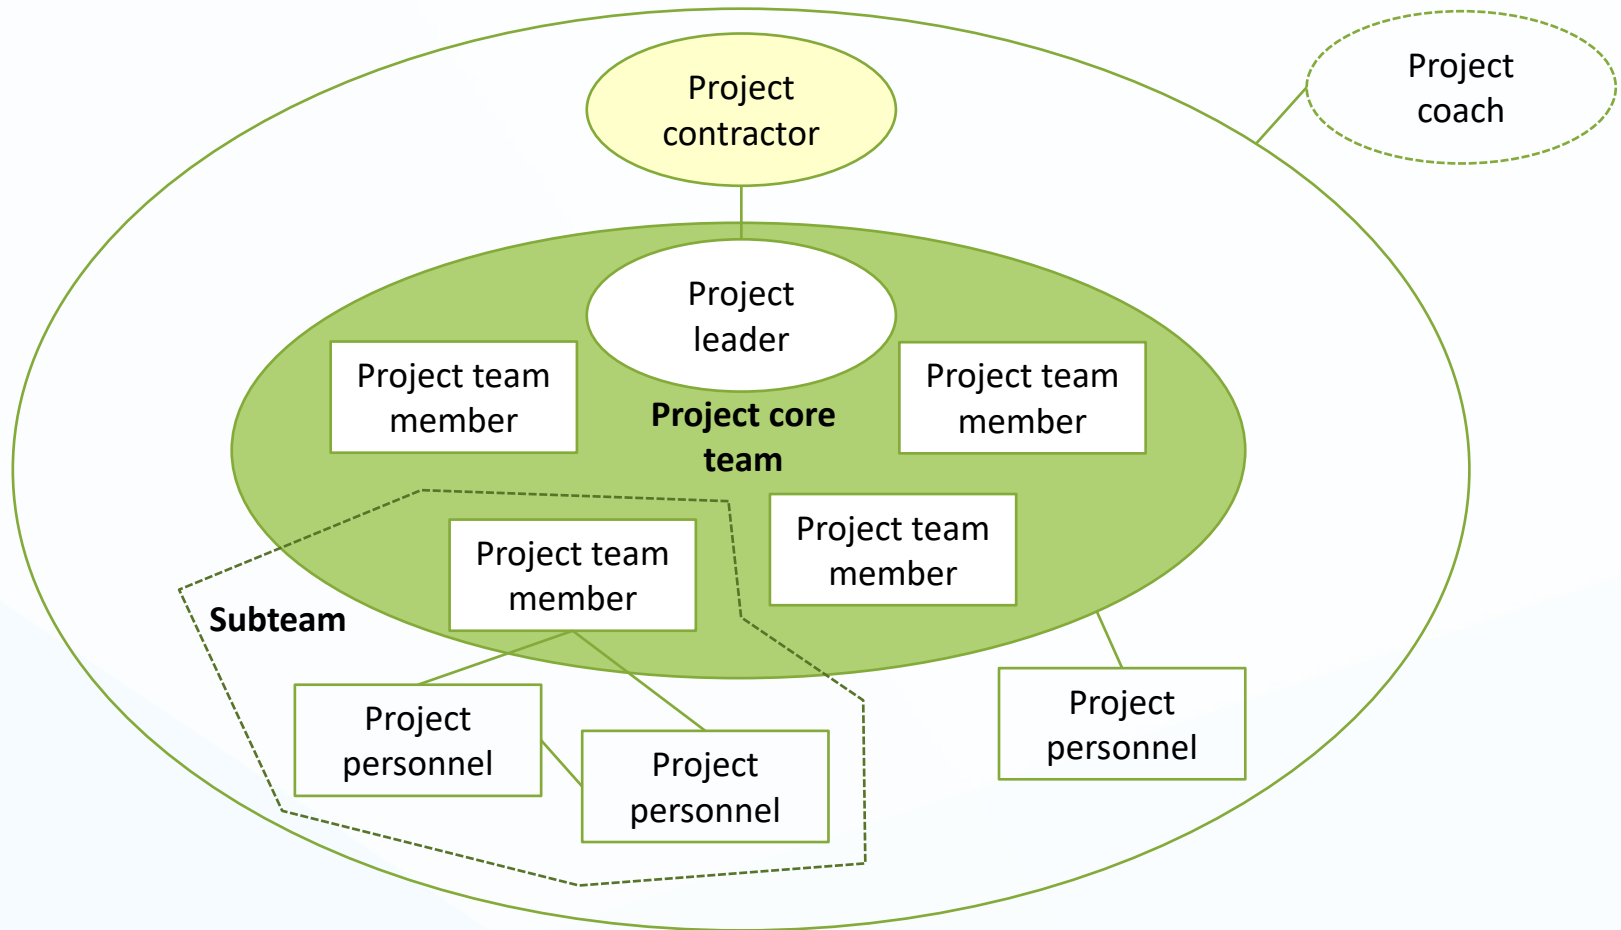 Project
contractor
Project
coach
Project
leader
Project team
member
Project team
member
Project core
team
Project team
member
Project team
member
Subteam
Project
personnel
Project
personnel
Project
personnel